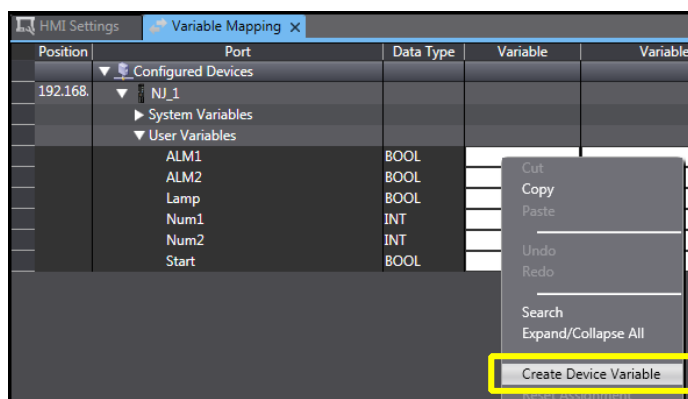 HMI Settings Variable Mapping
Position Port Data Type Variable Variable
Configured Devices
192.168. NJ_1
System Variables
User Variables
ALM1 BOOL
ALM2 BOOL
Lamp BOOL
Num1 INT
Num2 INT
Start BOOL
Cut
Copy
Paste
Undo
Redo
Search
Expand/Collapse All
Create Device Variable
Reset Assignment